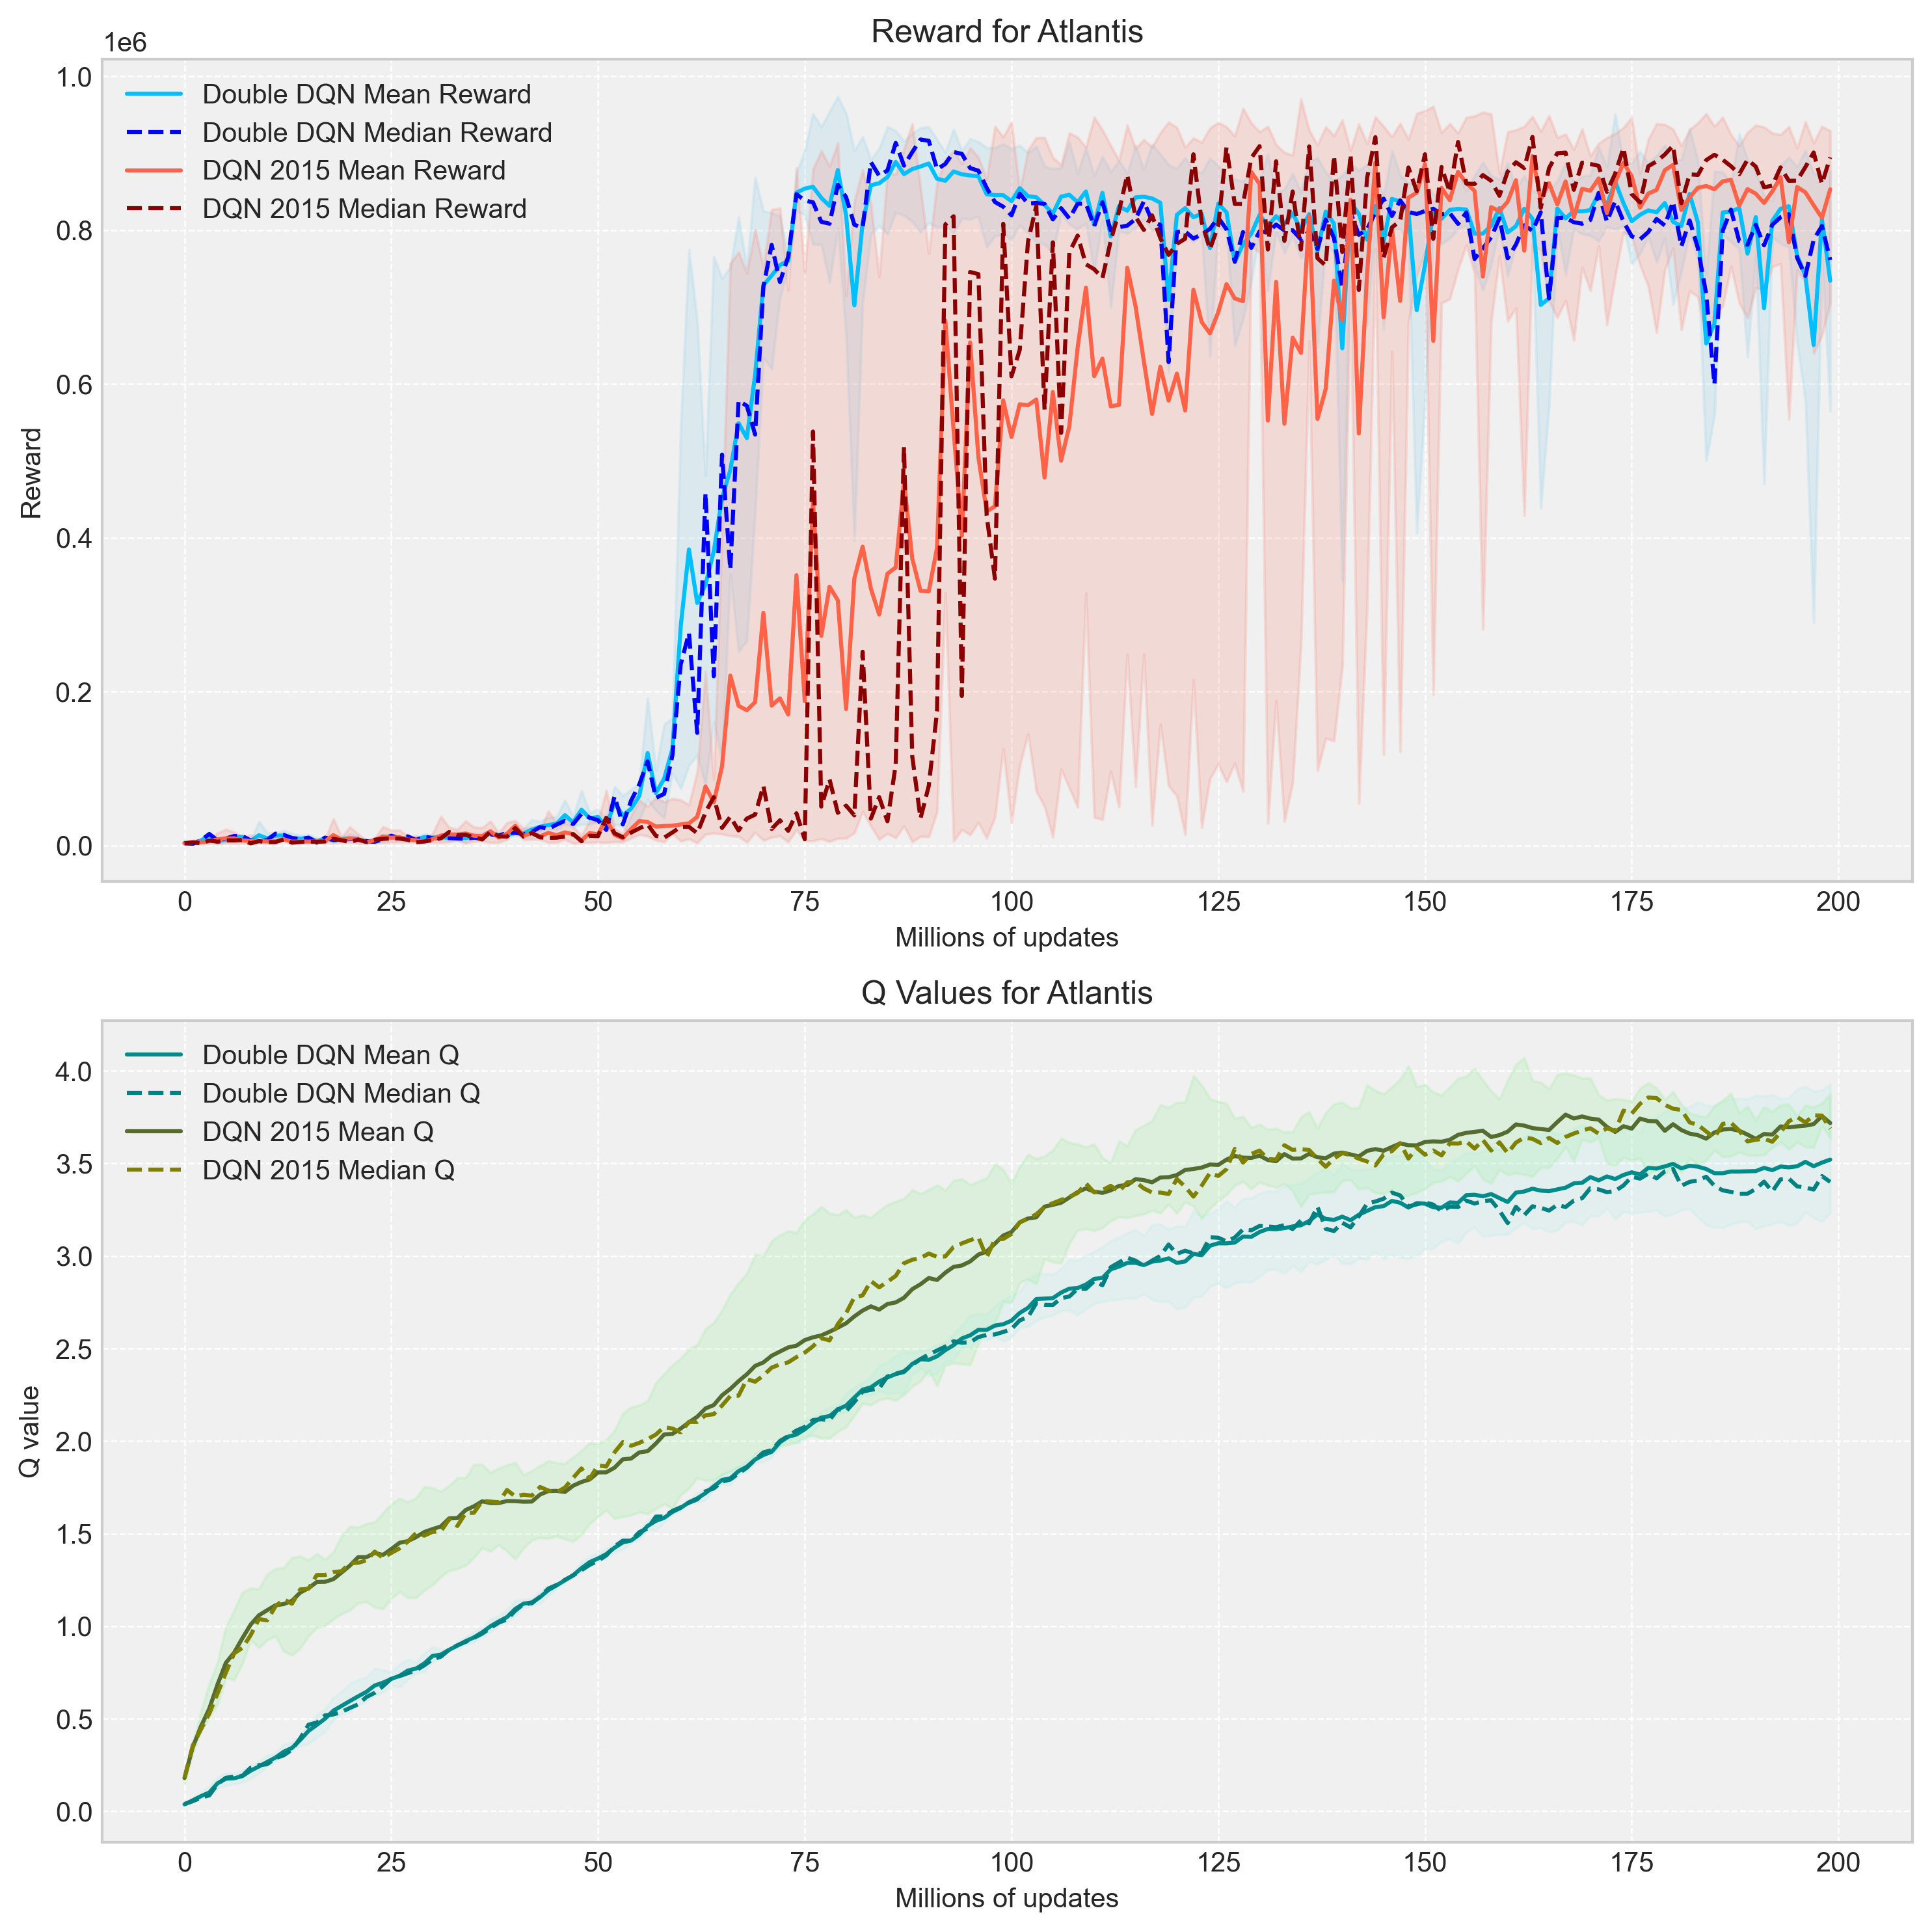 Reward for Atlantis
1e6
1.0
0.8
0.6
0.4
0.2
0.0
Reward
Double DQN Mean Reward
Double DQN Median Reward
DQN 2015 Mean Reward
DQN 2015 Median Reward
0 25 50 75 100 125 150 175 200
Millions of updates
Q Values for Atlantis
4.0
3.5
3.0
2.5
2.0
1.5
1.0
0.5
0.0
Q value
Double DQN Mean Q
Double DQN Median Q
DQN 2015 Mean Q
DQN 2015 Median Q
0 25 50 75 100 125 150 175 200
Millions of updates